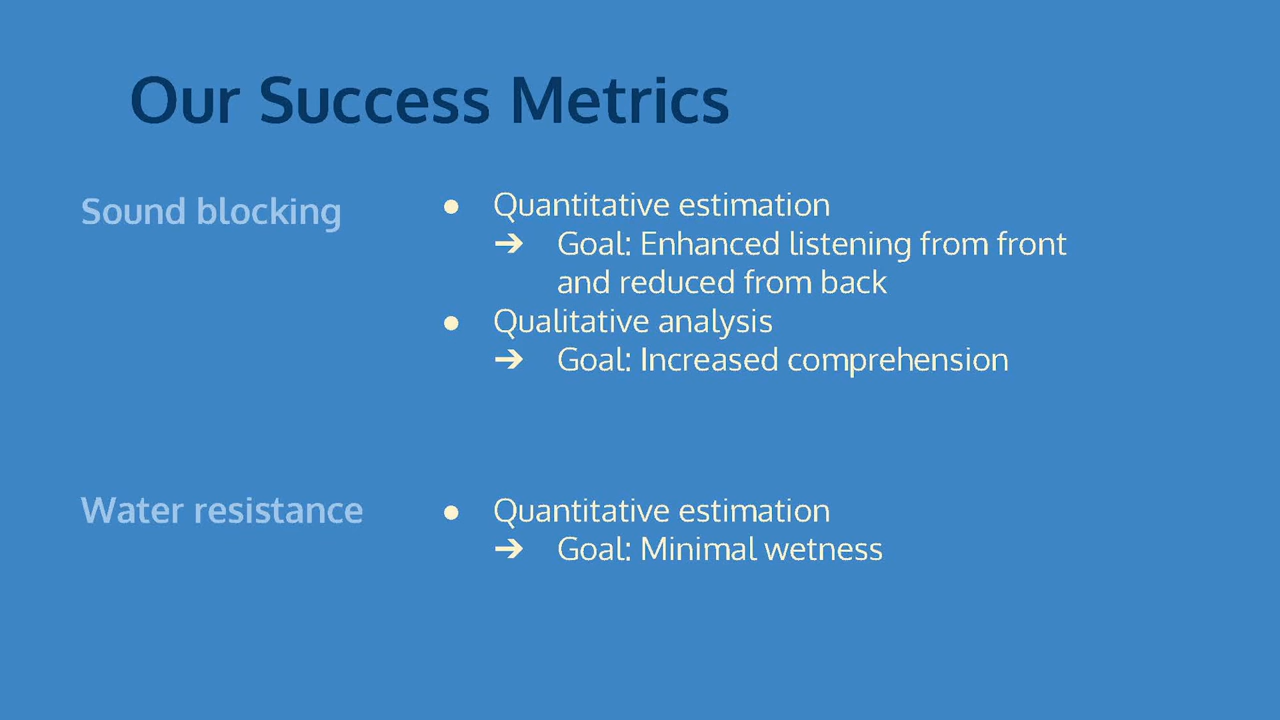 Our Success Metrics
Sound blocking
● Quantitative estimation
➔ Goal: Enhanced listening from front
and reduced from back
● Qualitative analysis
➔ Goal: Increased comprehension
Water resistance
● Quantitative estimation
➔ Goal: Minimal wetness